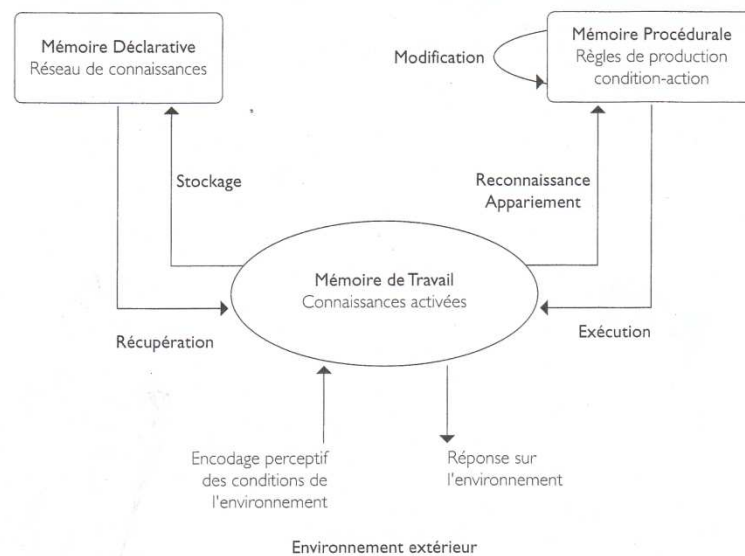 Mémoire Déclarative
Réseau de connaissances
Modification
Mémoire Procédurale
Règles de production
condition-action
Stockage
Reconnaissance
Appariement
Mémoire de Travail
Connaissances activées
Récupération
Exécution
Encodage perceptif
des conditions de
l'environnement
Réponse sur
l'environnement
Environnement extérieur